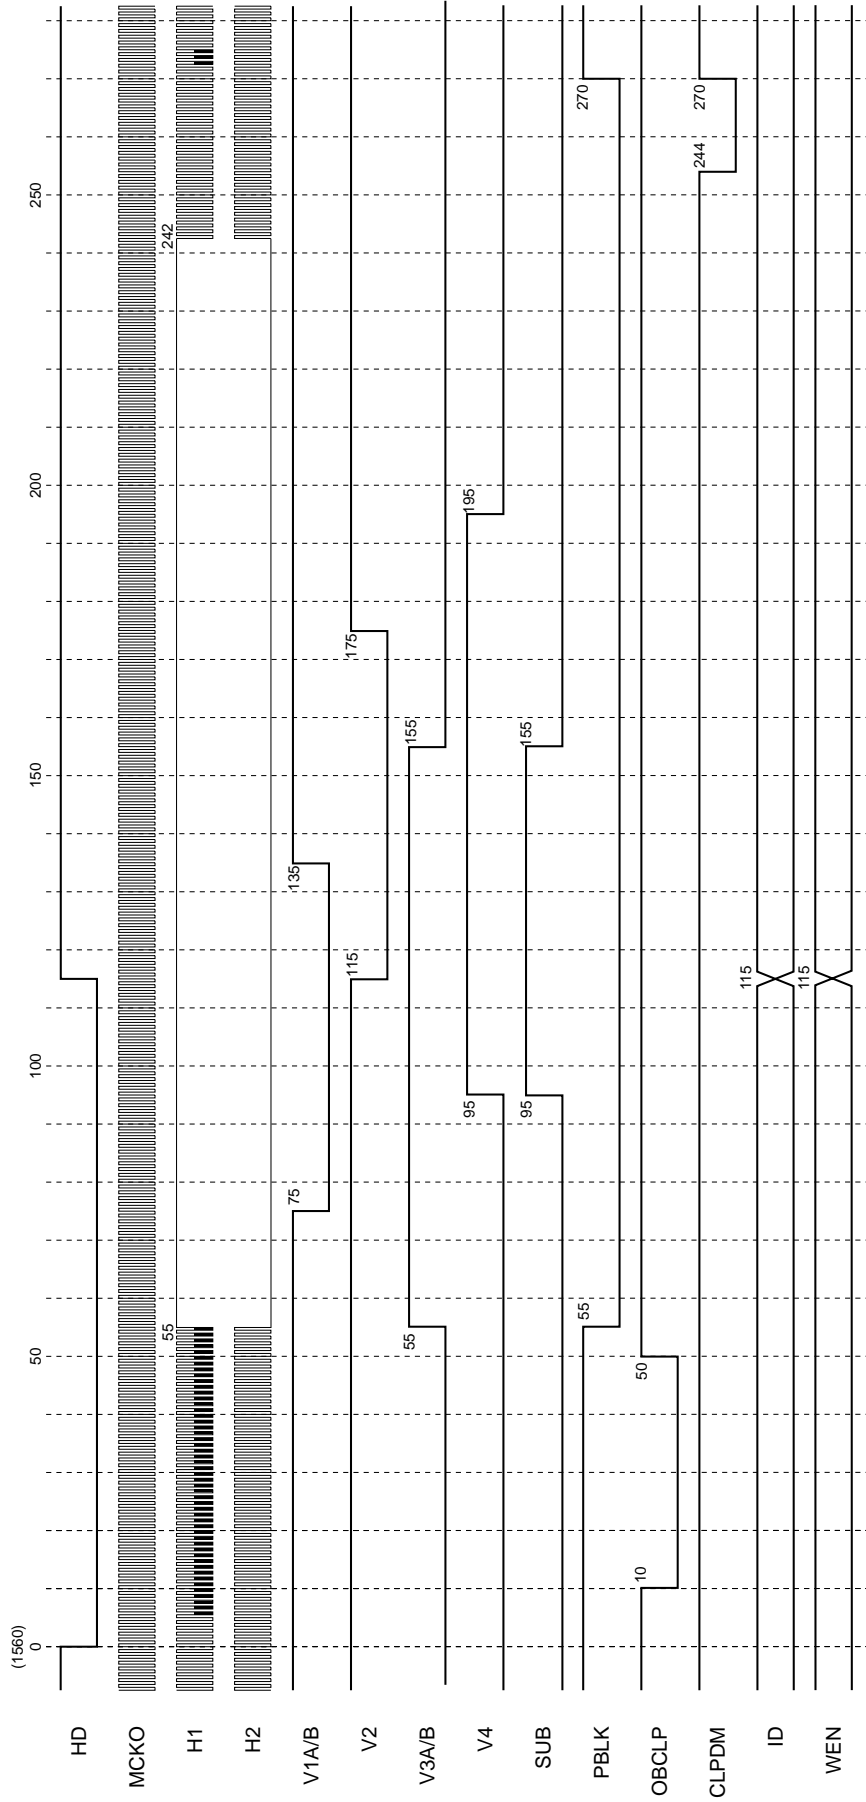 (1560)
0
50
100
150
200
250
HD
MCKO
H1
55
242
H2
V1A/B
75
135
V2
115
175
V3A/B
55
155
V4
95
195
SUB
95
155
PBLK
55
270
OBCLP
10
50
CLPDM
244
270
ID
115
WEN
115